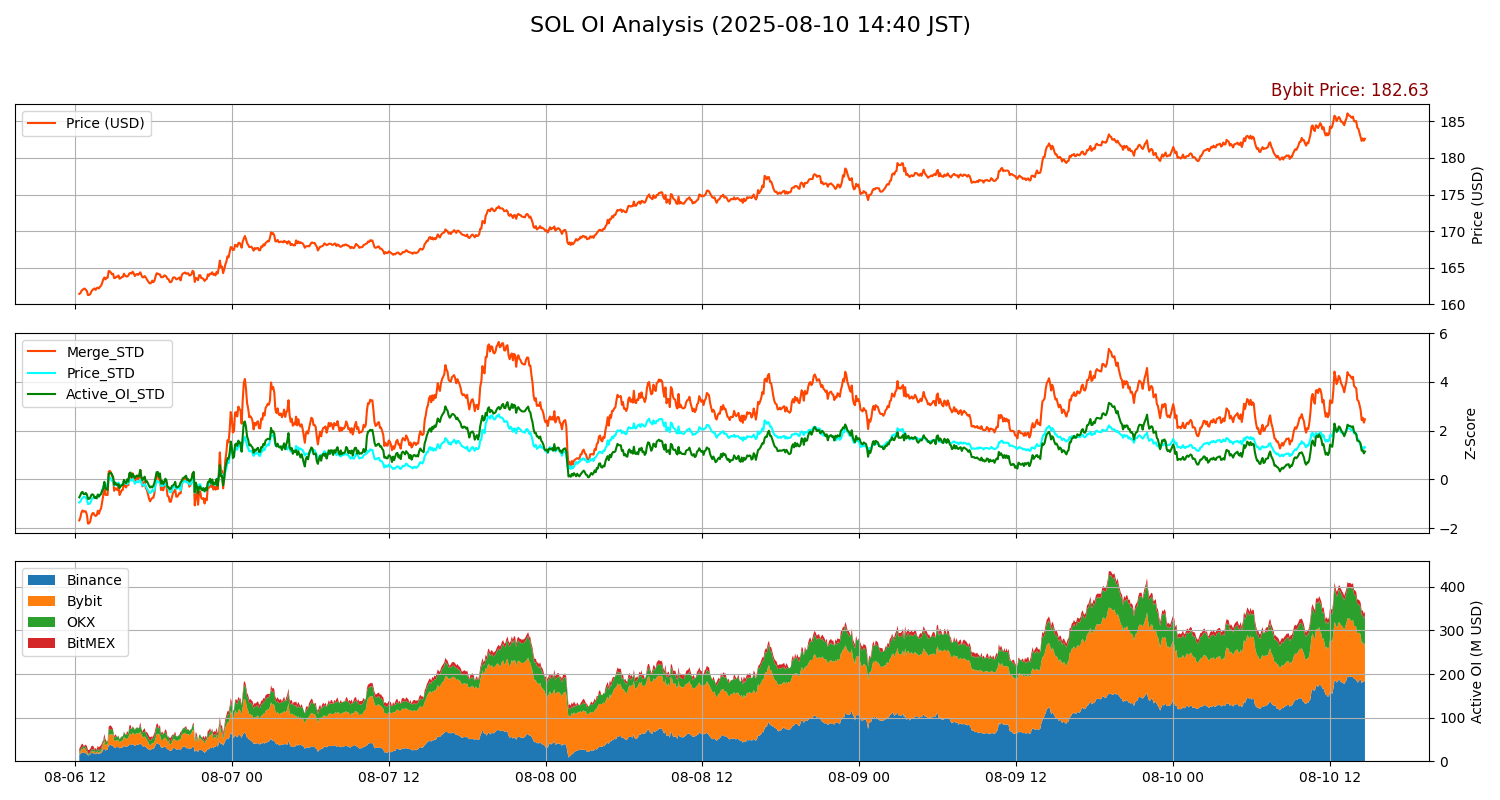 SOL OI Analysis (2025-08-10 14:40 JST)
Bybit Price: 182.63
Price (USD)
185
180
175
170
165
160
Price (USD)
Merge_STD
Price_STD
Active_OI_STD
6
4
2
0
−2
Z-Score
Binance
Bybit
OKX
BitMEX
400
300
200
100
0
Active OI (M USD)
08-06 12
08-07 00
08-07 12
08-08 00
08-08 12
08-09 00
08-09 12
08-10 00
08-10 12